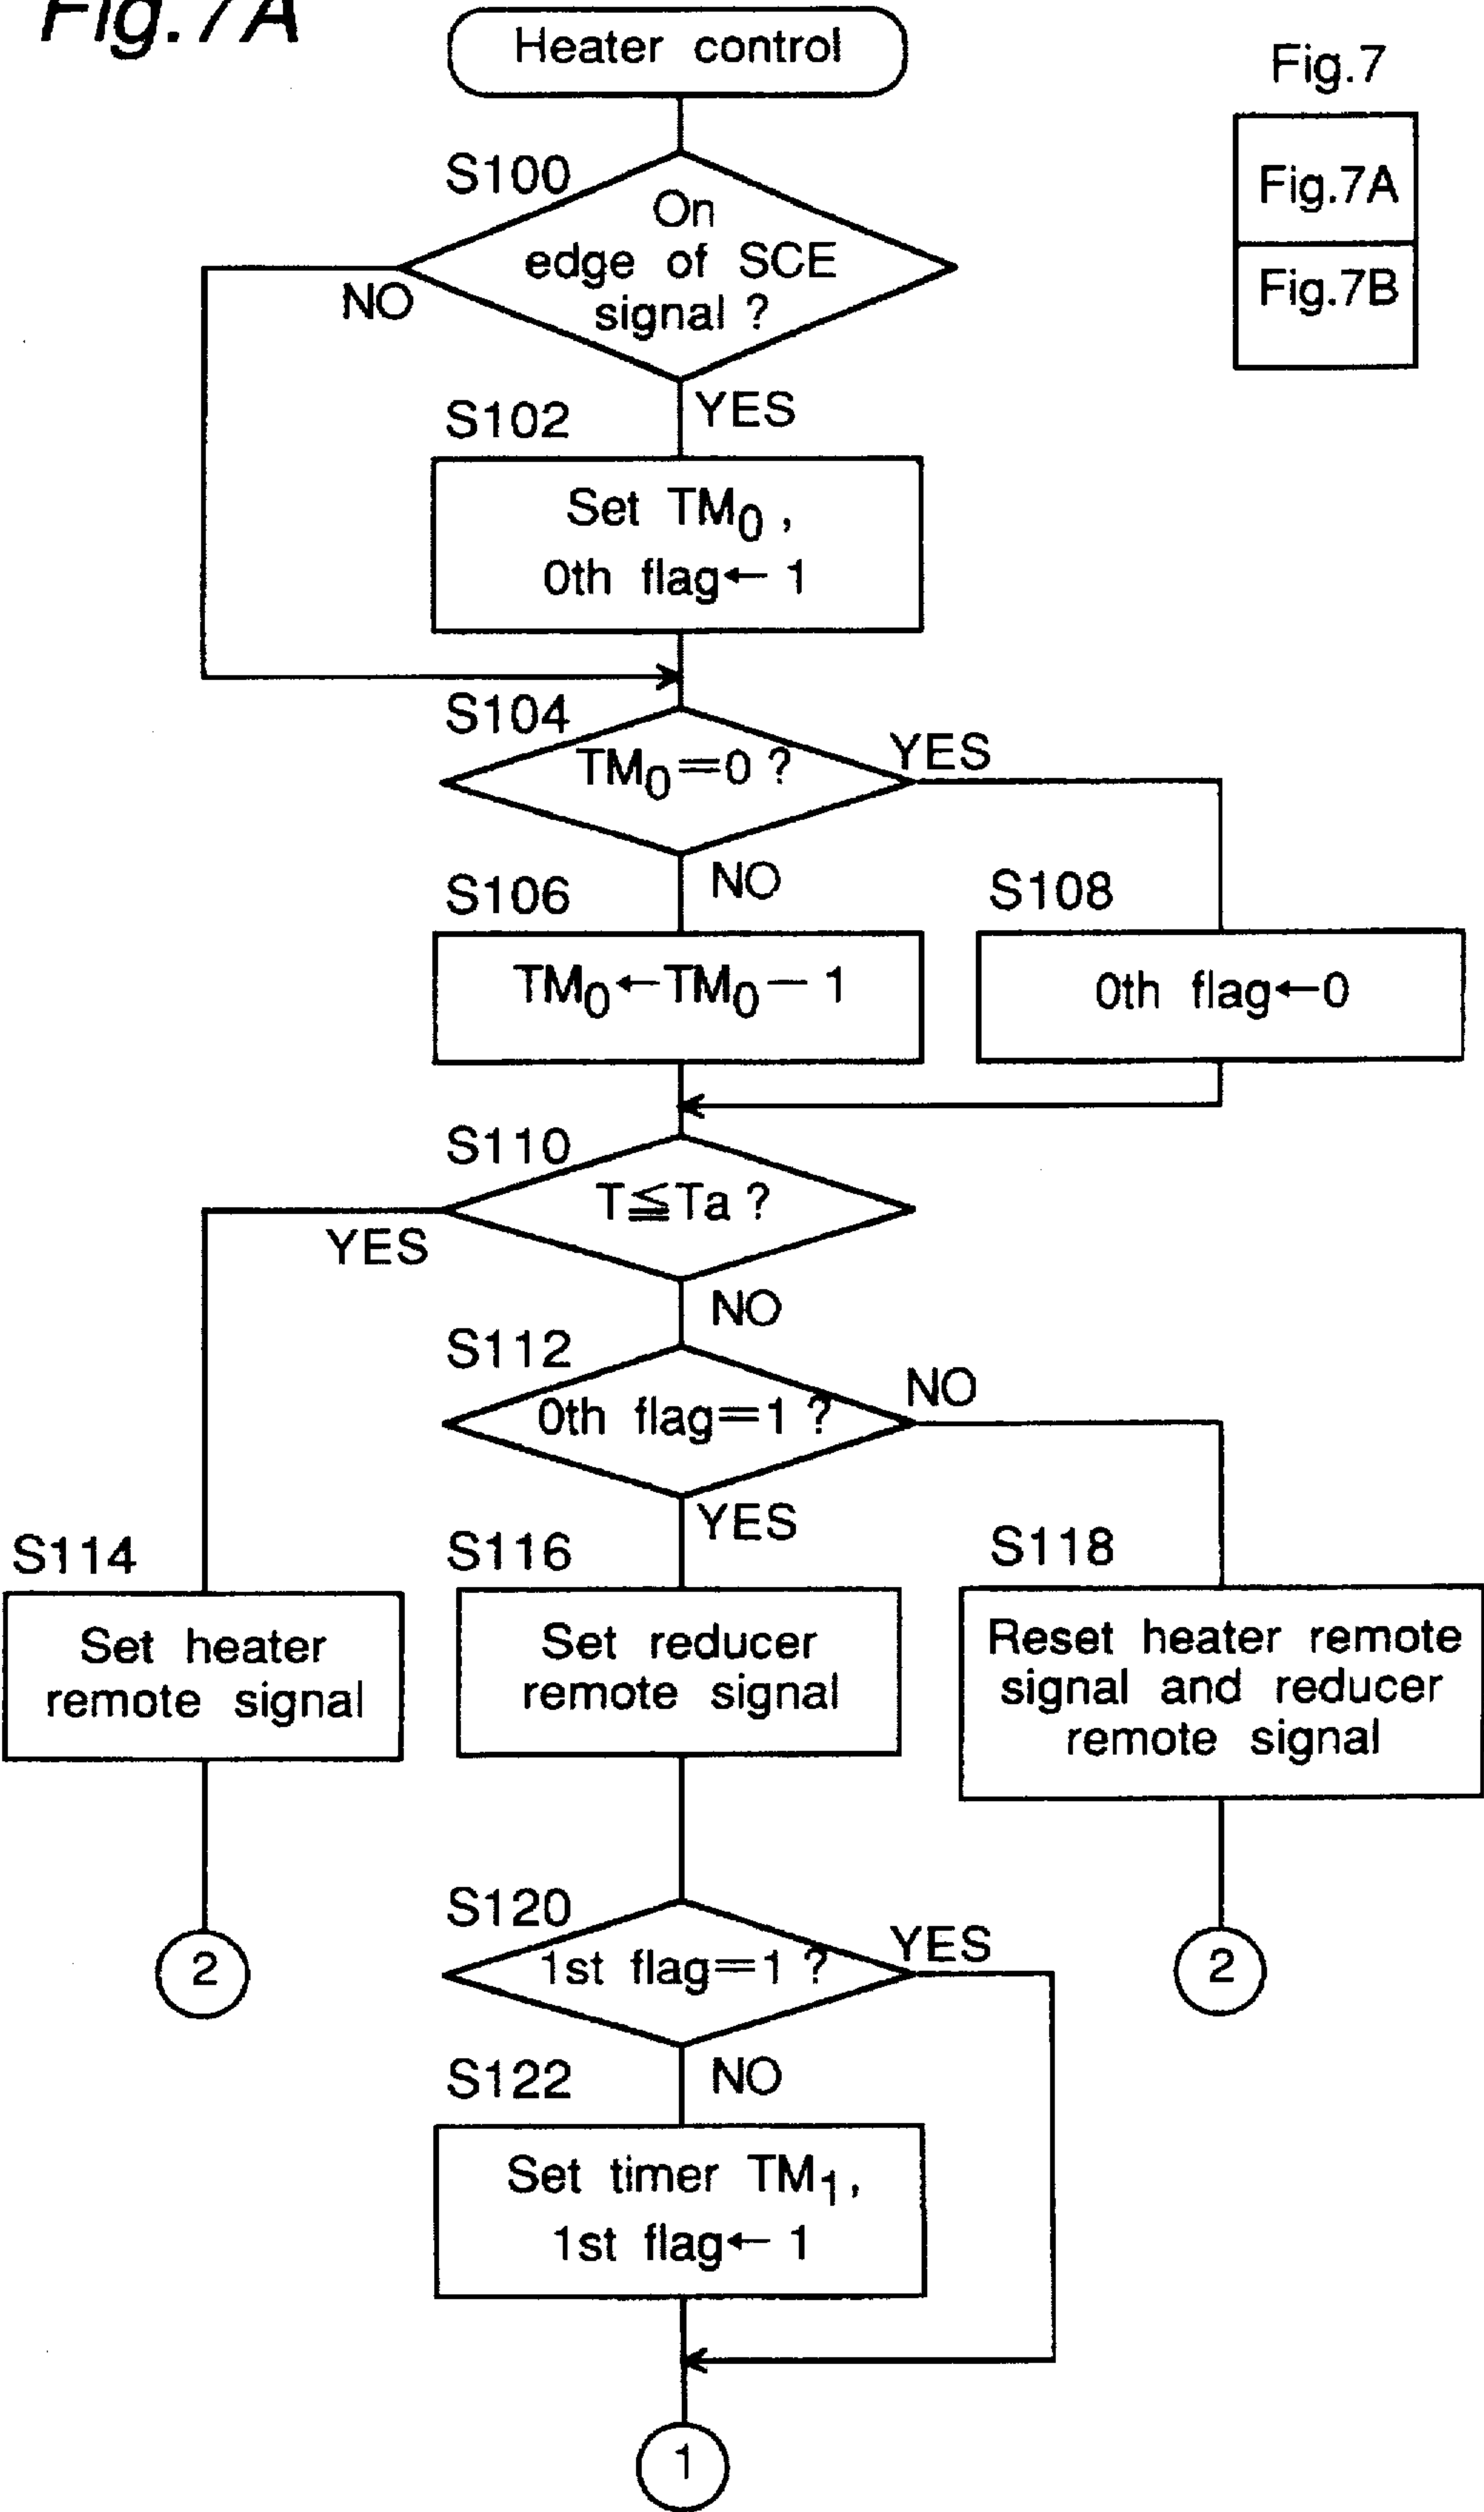 Fig.7A
Heater control
Fig.7
Fig.7A
Fig.7B
S100
On
edge of SCE
signal ?
NO
YES
S102
Set TM0 ,
0th flag← 1
S104
TM0=0 ?
YES
NO
S106
TM0←TM0− 1
S108
0th flag←0
S110
T≦Ta ?
YES
NO
S112
0th flag=1 ?
NO
YES
S114
Set heater
remote signal
S116
Set reducer
remote signal
S118
Reset heater remote
signal and reducer
remote signal
2
2
S120
1st flag=1 ?
YES
NO
S122
Set timer TM1,
1st flag← 1
1